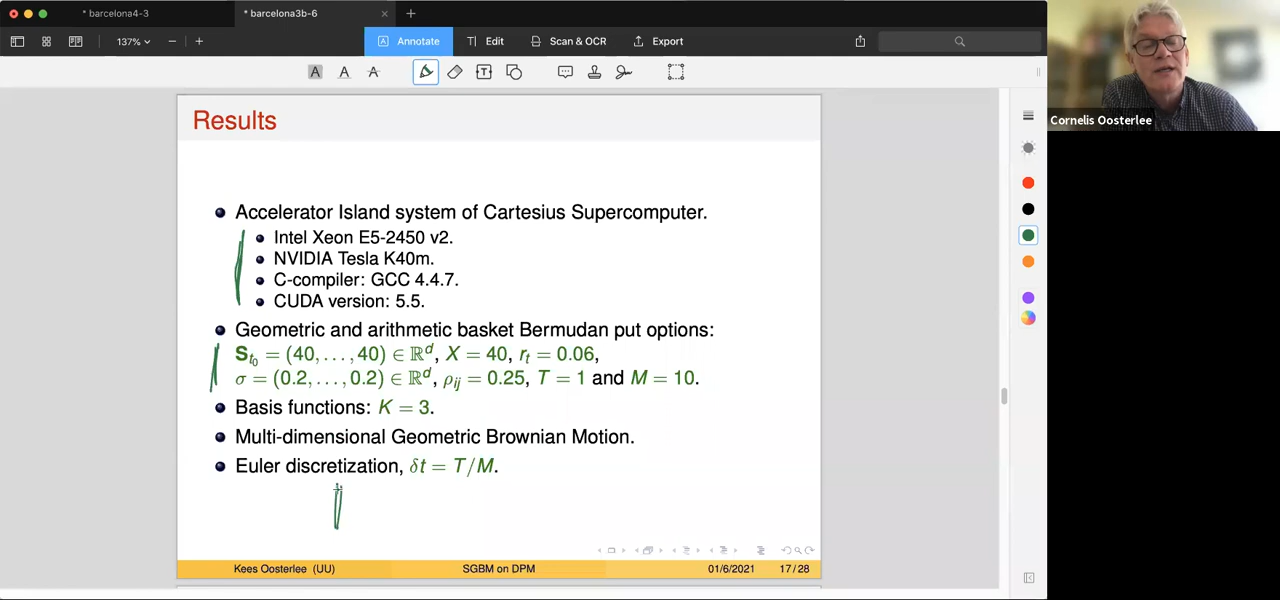 * barcelona4-3
* barcelona3b-6
137%
Annotate
Edit
Scan & OCR
Export
Cornelis Oosterlee
Results
Accelerator Island system of Cartesius Supercomputer.
Intel Xeon E5-2450 v2.
NVIDIA Tesla K40m.
C-compiler: GCC 4.4.7.
CUDA version: 5.5.
Geometric and arithmetic basket Bermudan put options:
S_{t_0} = (40, . . . , 40) ∈ ℝ^d, X = 40, r_t = 0.06,
σ = (0.2, . . . , 0.2) ∈ ℝ^d, ρ_{ij} = 0.25, T = 1 and M = 10.
Basis functions: K = 3.
Multi-dimensional Geometric Brownian Motion.
Euler discretization, δt = T/M.
Kees Oosterlee (UU)
SGBM on DPM
01/6/2021
17 / 28